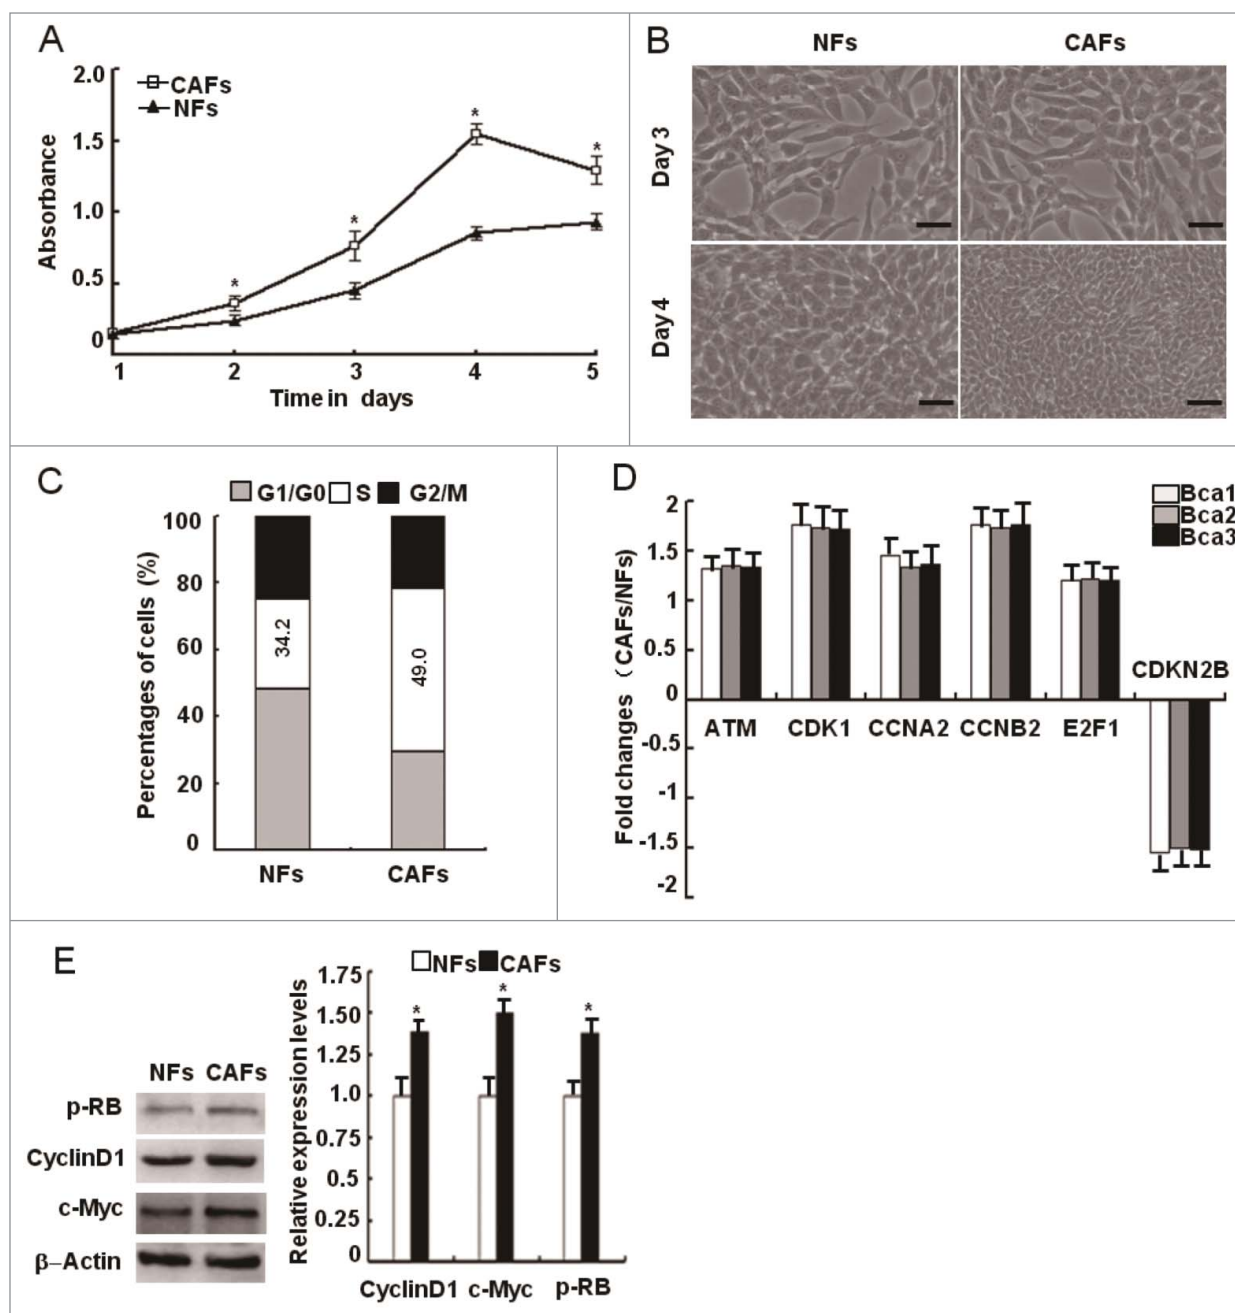 A
2.0
1.5
1.0
0.5
0
Absorbance
CAFs
NFs
*
*
*
*
1 2 3 4 5
Time in days
B
NFs CAFs
Day 3
Day 4
C
G1/G0 S G2/M
Percentages of cells (%)
100
80
60
40
20
0
34.2
49.0
NFs CAFs
D
Fold changes (CAFs/NFs)
2
1.5
1
0.5
0
-0.5
-1
-1.5
-2
Bca1
Bca2
Bca3
CDKN2B
ATM CDK1 CCNA2 CCNB2 E2F1
E
NFs CAFs
p-RB
CyclinD1
c-Myc
β–Actin
NFs CAFs
Relative expression levels
1.75
1.50
1.25
1.0
0.75
0.5
0.25
0
* * *
CyclinD1 c-Myc p-RB